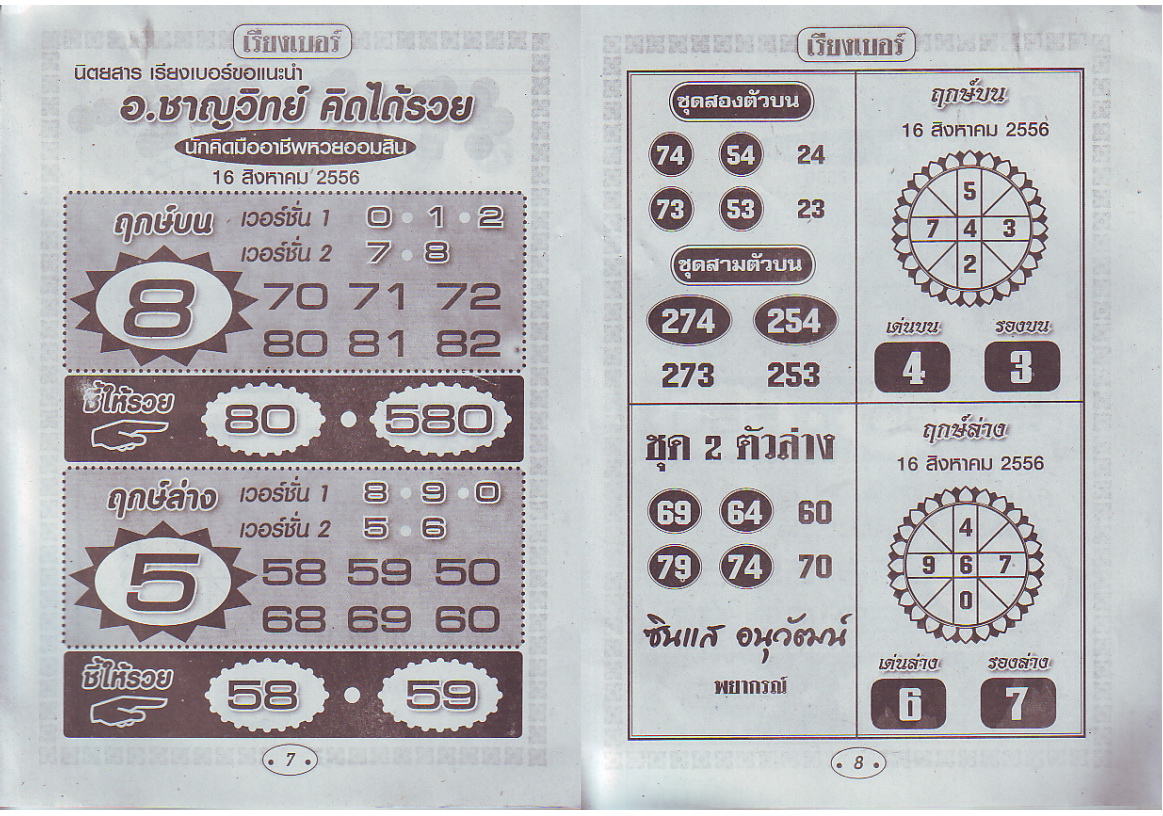 เรียงเบอร์
นิตยสาร เรียงเบอร์ขอแนะนำ
อ.ชาญวิทย์ คิดได้รวย
นักคิดมืออาชีพหวยออมสิน
16 สิงหาคม 2556
ฤกษ์บน เวอร์ชั่น 1 0 • 1 • 2
เวอร์ชั่น 2 7 • 8
8
70 71 72
80 81 82
ชี้ให้รวย 80 • 580
ฤกษ์ล่าง เวอร์ชั่น 1 8 • 9 • 0
เวอร์ชั่น 2 5 • 6
5
58 59 50
68 69 60
ชี้ให้รวย 58 • 59
• 7 •
เรียงเบอร์
ชุดสองตัวบน
74 54 24
73 53 23
ชุดสามตัวบน
274 254
273 253
ฤกษ์บน
16 สิงหาคม 2556
5
7 4 3
2
เด่นบน รองบน
4 3
ชุด 2 ตัวล่าง
69 64 60
79 74 70
ซินแส อนุวัฒน์
พยากรณ์
ฤกษ์ล่าง
16 สิงหาคม 2556
4
9 6 7
0
เด่นล่าง รองล่าง
6 7
• 8 •